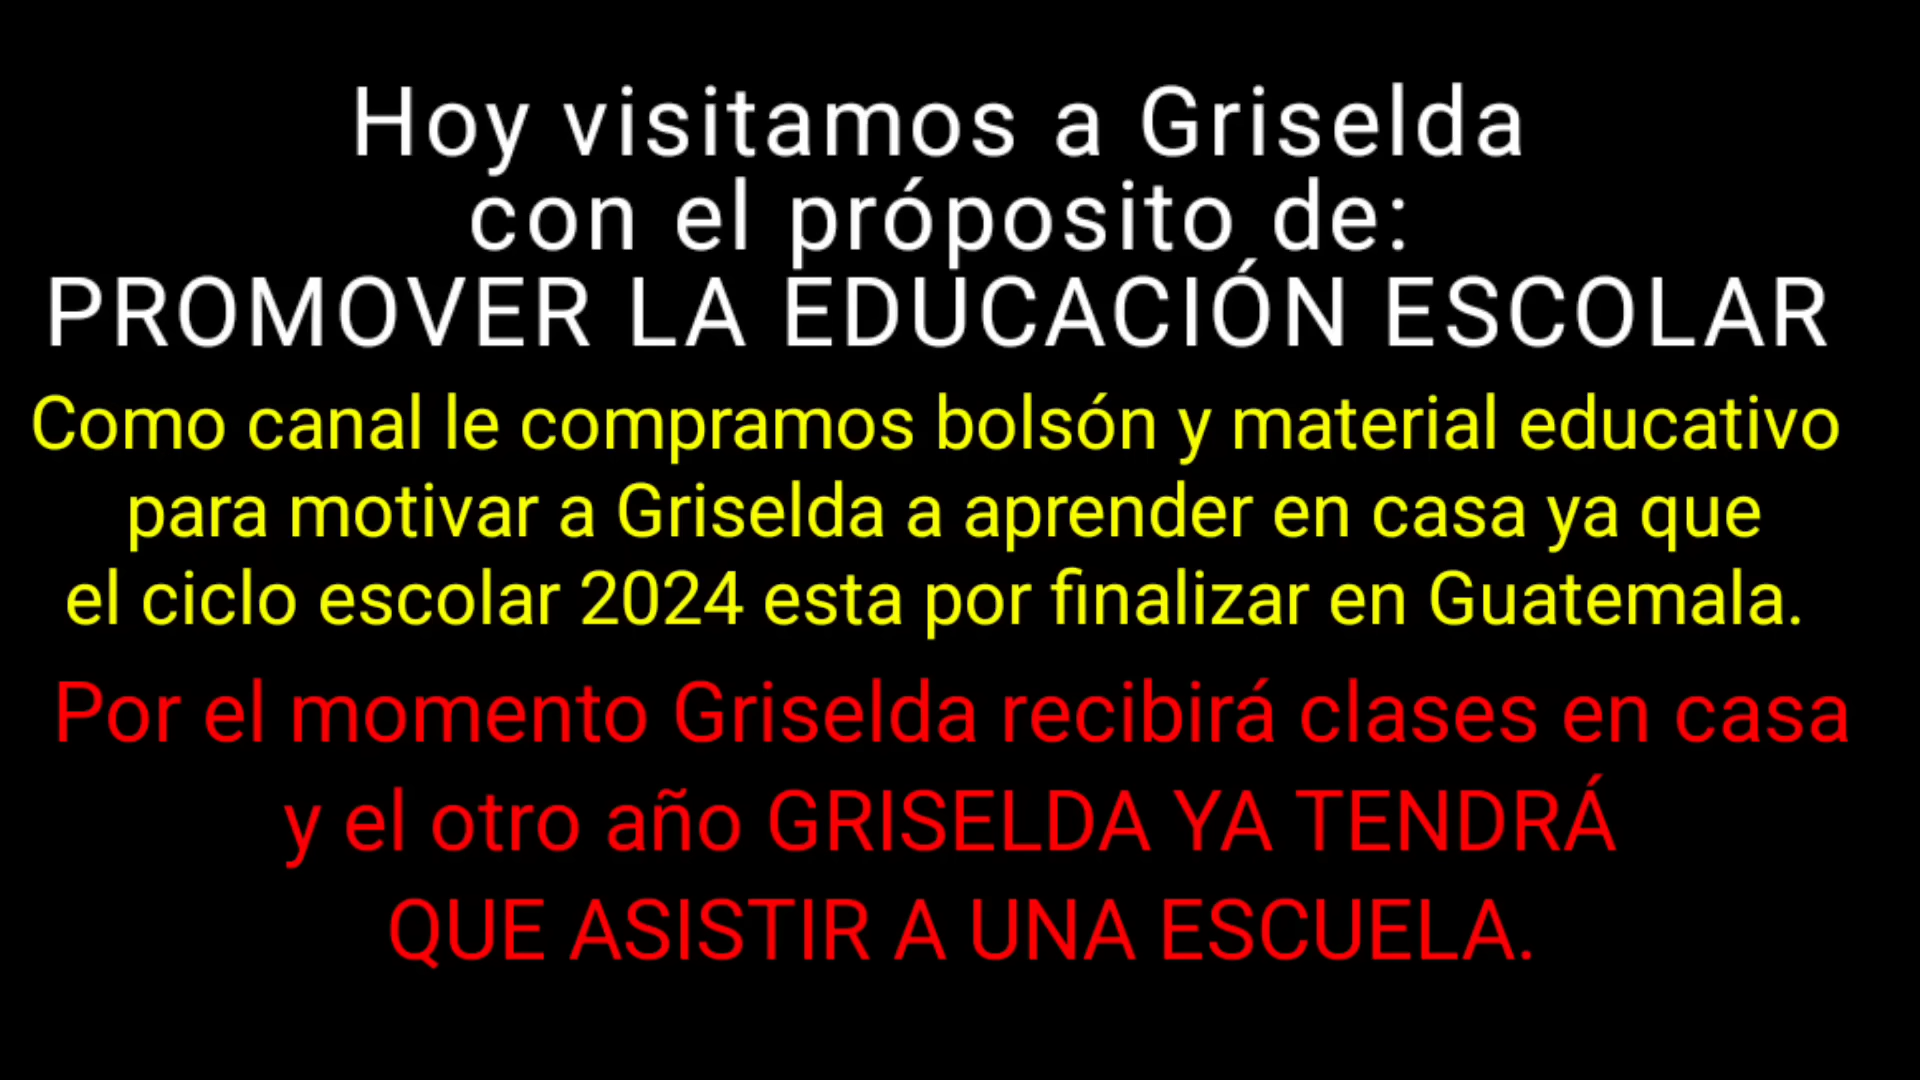 Hoy visitamos a Griselda
con el próposito de:
PROMOVER LA EDUCACIÓN ESCOLAR
Como canal le compramos bolsón y material educativo
para motivar a Griselda a aprender en casa ya que
el ciclo escolar 2024 esta por finalizar en Guatemala.
Por el momento Griselda recibirá clases en casa
y el otro año GRISELDA YA TENDRÁ
QUE ASISTIR A UNA ESCUELA.